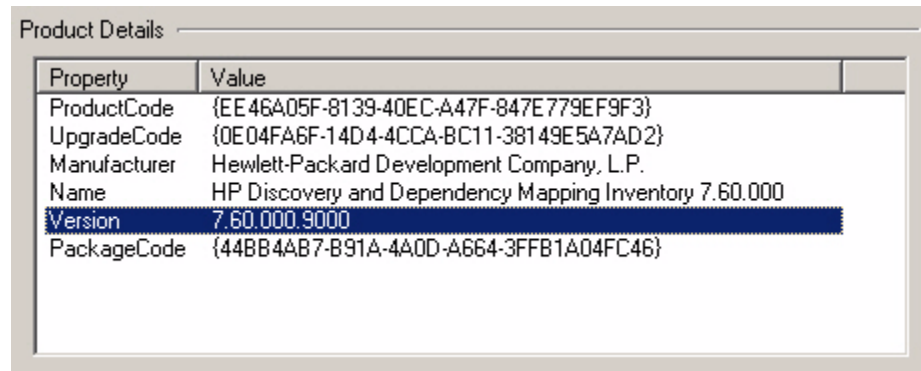 Product Details
Property Value
ProductCode {EE46A05F-8139-40EC-A47F-847E779EF9F3}
UpgradeCode {0E04FA6F-14D4-4CCA-BC11-38149E5A7AD2}
Manufacturer Hewlett-Packard Development Company, L.P.
Name HP Discovery and Dependency Mapping Inventory 7.60.000
Version 7.60.000.9000
PackageCode {44BB4AB7-B91A-4A0D-A664-3FFB1A04FC46}